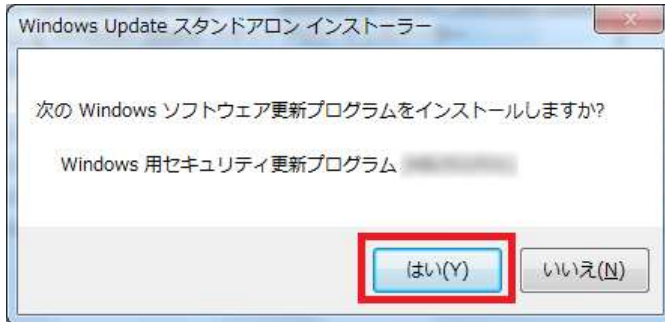 Windows Update スタンドアロン インストーラー
次の Windows ソフトウェア更新プログラムをインストールしますか?
Windows 用セキュリティ更新プログラム
はい(Y)
いいえ(N)